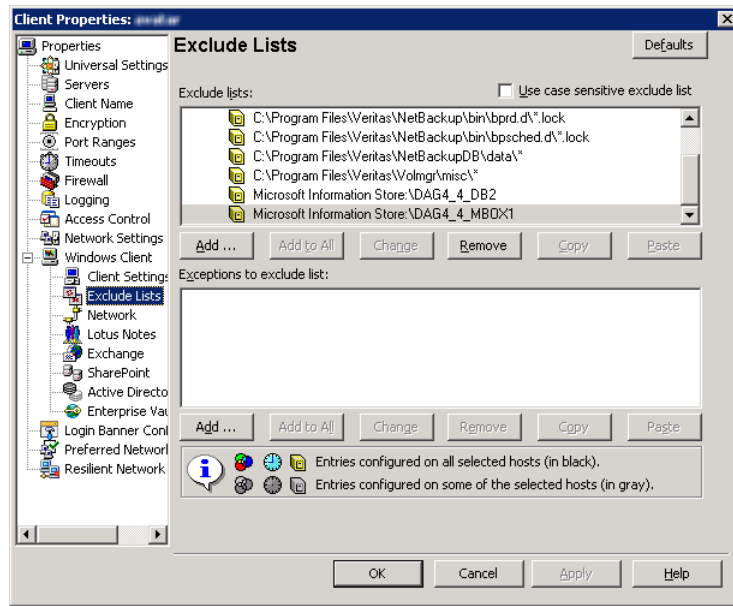 Client Properties:
Properties
Universal Settings
Servers
Client Name
Encryption
Port Ranges
Timeouts
Firewall
Logging
Access Control
Network Settings
Windows Client
Client Settings
Exclude Lists
Network
Lotus Notes
Exchange
SharePoint
Active Directo
Enterprise Vau
Login Banner Conf
Preferred Network
Resilient Network
Exclude Lists
Defaults
Exclude lists:
Use case sensitive exclude list
C:\Program Files\Veritas\NetBackup\bin\bprd.d\*.lock
C:\Program Files\Veritas\NetBackup\bin\bpsched.d\*.lock
C:\Program Files\Veritas\NetBackupDB\data\*
C:\Program Files\Veritas\Volmgr\misc\*
Microsoft Information Store:\DAG4_4_DB2
Microsoft Information Store:\DAG4_4_MBOX1
Add ... Add to All Change Remove Copy Paste
Exceptions to exclude list:
Add ... Add to All Change Remove Copy Paste
Entries configured on all selected hosts (in black).
Entries configured on some of the selected hosts (in gray).
OK Cancel Apply Help